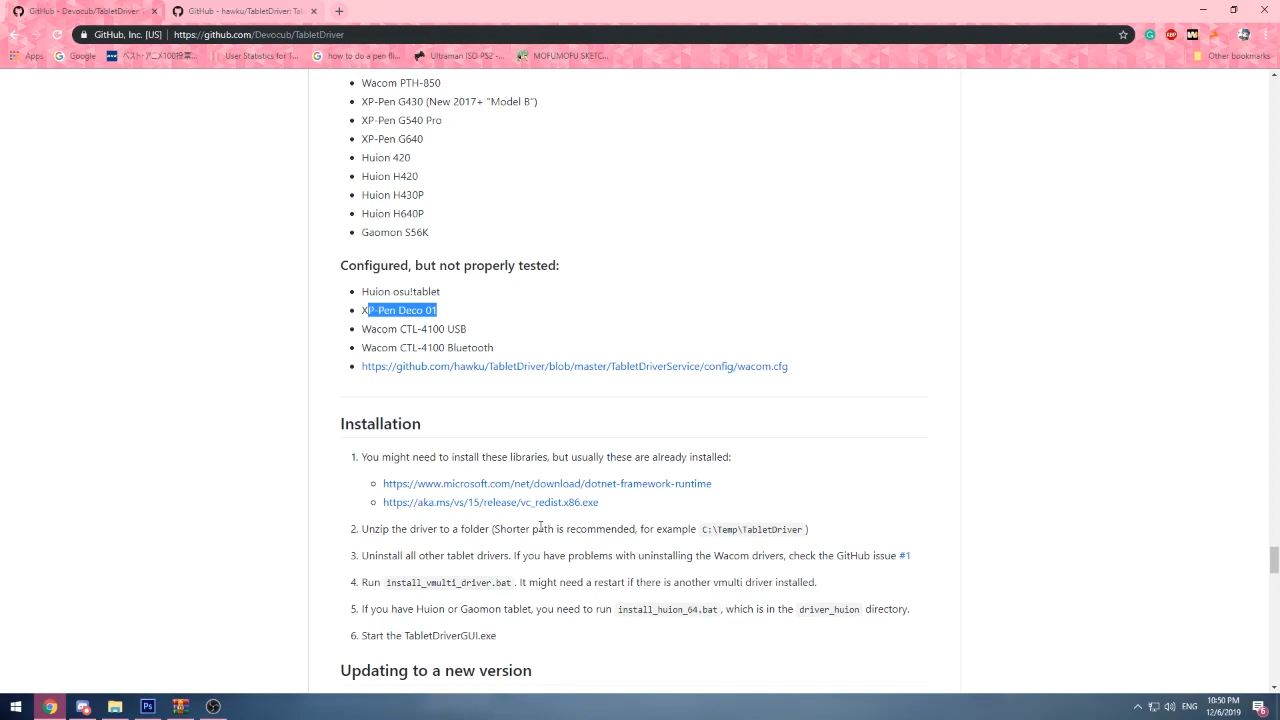 GitHub - Devocub/TabletDriver:
GitHub - hawku/TabletDriver: Tal
GitHub, Inc. [US]
https://github.com/Devocub/TabletDriver
Apps
Google
User Statistics for T...
how to do a pen fli...
Ultraman ISO PS2 -...
MOFUMOFU SKETC...
Other bookmarks
Wacom PTH-850
XP-Pen G430 (New 2017+ "Model B")
XP-Pen G540 Pro
XP-Pen G640
Huion 420
Huion H420
Huion H430P
Huion H640P
Gaomon S56K
Configured, but not properly tested:
Huion osu!tablet
XP-Pen Deco 01
Wacom CTL-4100 USB
Wacom CTL-4100 Bluetooth
https://github.com/hawku/TabletDriver/blob/master/TabletDriverService/config/wacom.cfg
Installation
1. You might need to install these libraries, but usually these are already installed:
https://www.microsoft.com/net/download/dotnet-framework-runtime
https://aka.ms/vs/15/release/vc_redist.x86.exe
2. Unzip the driver to a folder (Shorter path is recommended, for example C:\Temp\TabletDriver )
3. Uninstall all other tablet drivers. If you have problems with uninstalling the Wacom drivers, check the GitHub issue #1
4. Run install_vmulti_driver.bat . It might need a restart if there is another vmulti driver installed.
5. If you have Huion or Gaomon tablet, you need to run install_huion_64.bat , which is in the driver_huion directory.
6. Start the TabletDriverGUI.exe
Updating to a new version
Ps
ENG
10:50 PM
12/6/2019
6